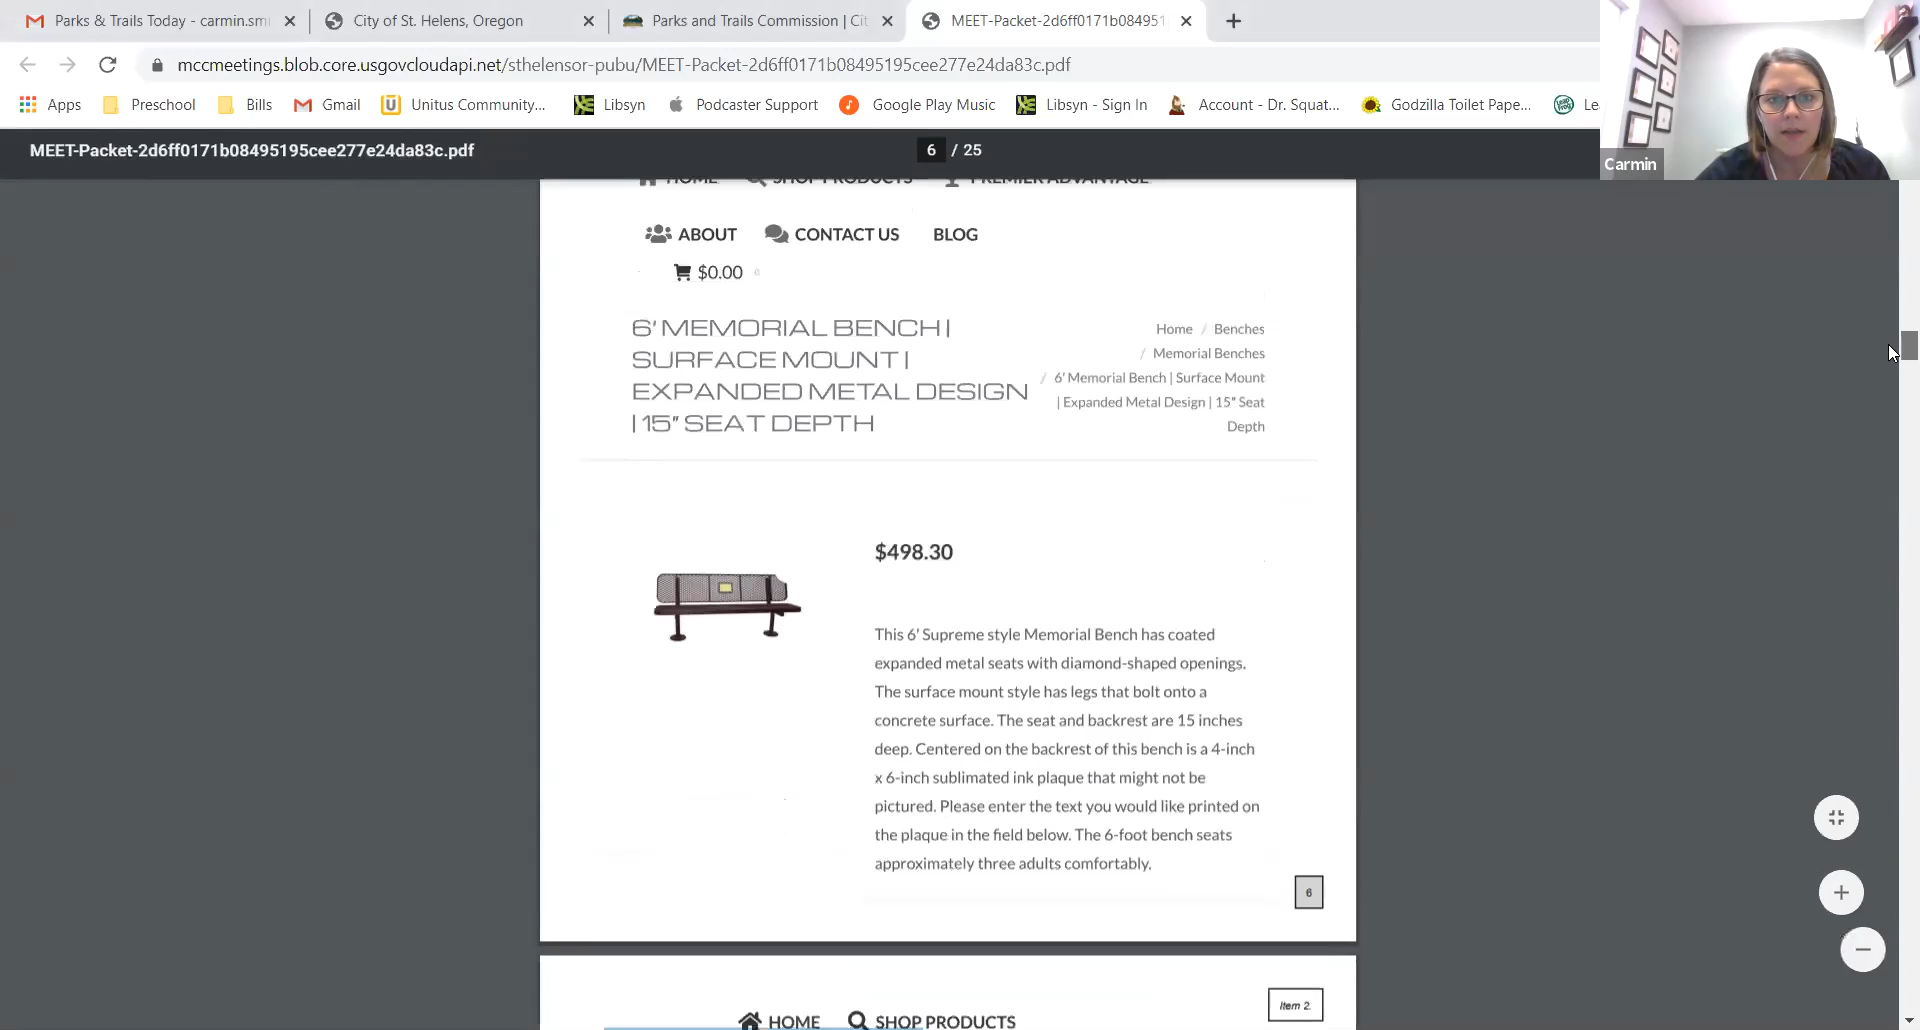 Parks & Trails Today - carmin.sm
City of St. Helens, Oregon
Parks and Trails Commission | Cit
MEET-Packet-2d6ff0171b084951
mccmeetings.blob.core.usgovcloudapi.net/sthelensor-pubu/MEET-Packet-2d6ff0171b08495195cee277e24da83c.pdf
Apps
Preschool
Bills
Gmail
Unitus Community...
Libsyn
Podcaster Support
Google Play Music
Libsyn - Sign In
Account - Dr. Squat...
Godzilla Toilet Pape...
Le
Carmin
MEET-Packet-2d6ff0171b08495195cee277e24da83c.pdf
6 / 25
HOME SHOP PRODUCTS PREMIER ADVANTAGE
ABOUT CONTACT US BLOG
$0.00 0
6' MEMORIAL BENCH |
SURFACE MOUNT |
EXPANDED METAL DESIGN
| 15" SEAT DEPTH
Home / Benches
/ Memorial Benches
/ 6' Memorial Bench | Surface Mount
| Expanded Metal Design | 15" Seat
Depth
$498.30
This 6' Supreme style Memorial Bench has coated
expanded metal seats with diamond-shaped openings.
The surface mount style has legs that bolt onto a
concrete surface. The seat and backrest are 15 inches
deep. Centered on the backrest of this bench is a 4-inch
x 6-inch sublimated ink plaque that might not be
pictured. Please enter the text you would like printed on
the plaque in the field below. The 6-foot bench seats
approximately three adults comfortably.
6
Item 2.
HOME SHOP PRODUCTS